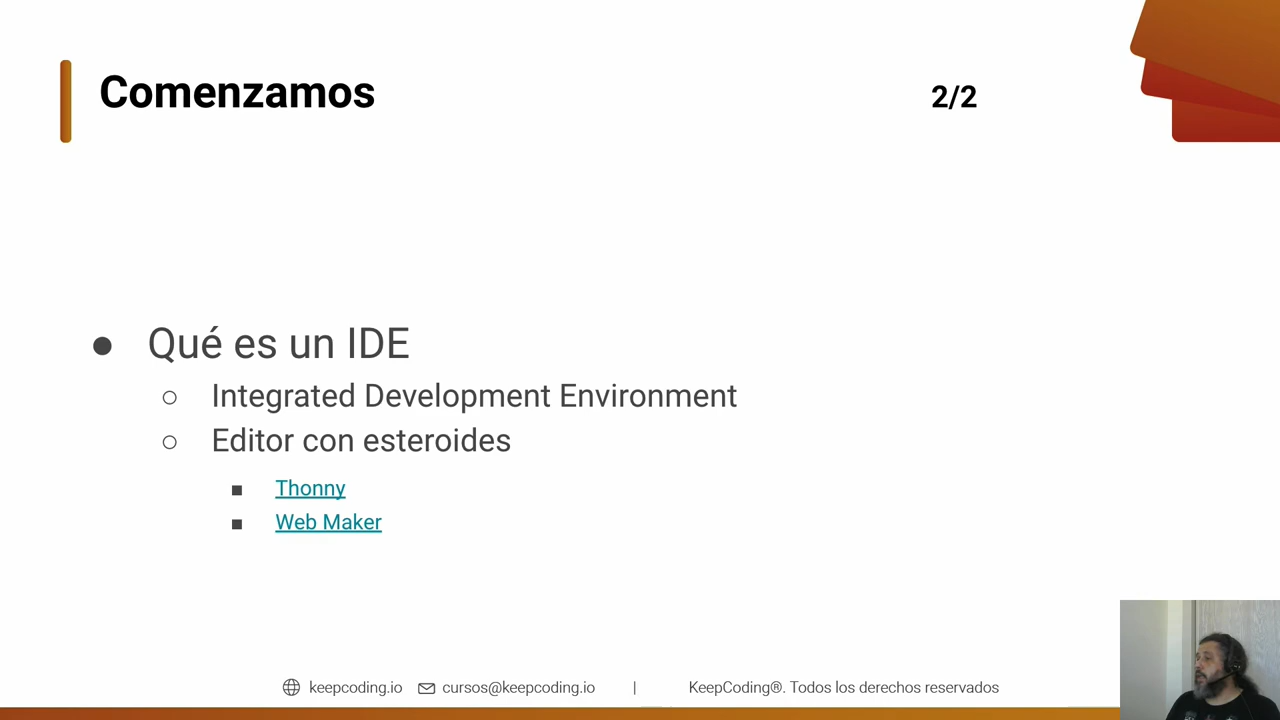 Comenzamos
2/2
● Qué es un IDE
○ Integrated Development Environment
○ Editor con esteroides
■ Thonny
■ Web Maker
keepcoding.io cursos@keepcoding.io | KeepCoding®. Todos los derechos reservados